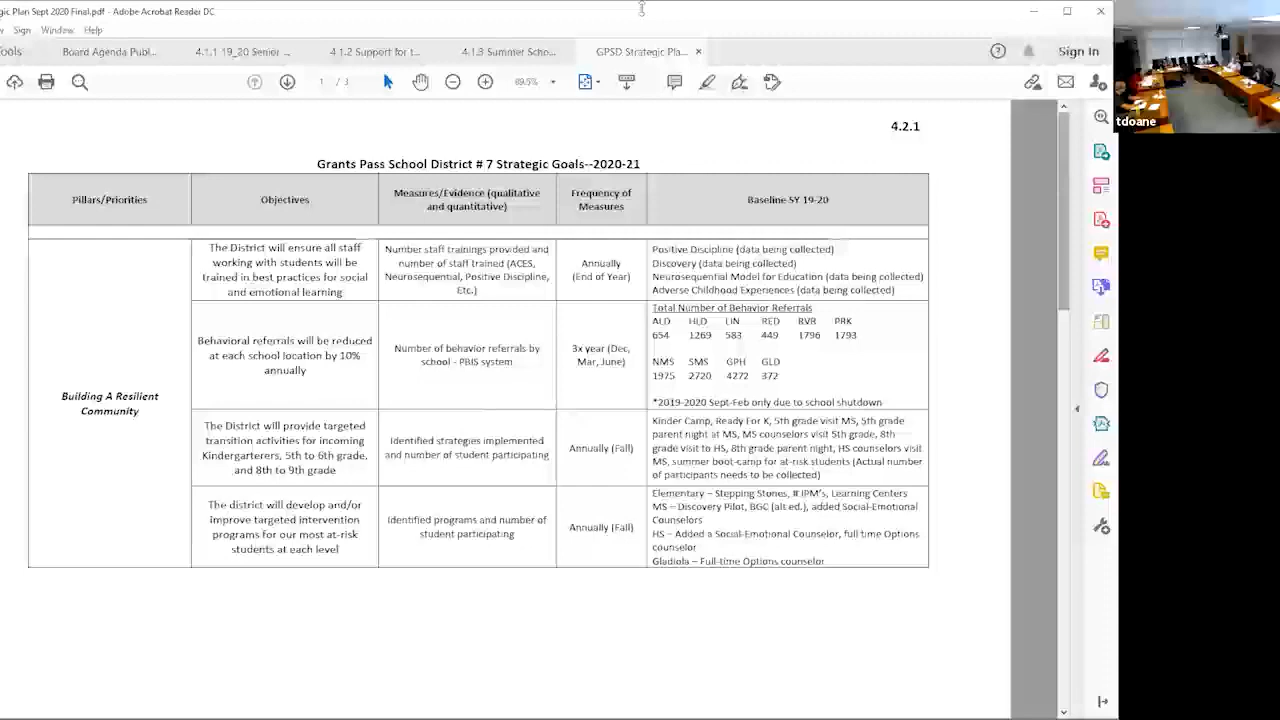 gic Plan Sept 2020 Final.pdf - Adobe Acrobat Reader DC
w Sign Window Help
Tools Board Agenda Publ... 4.1.1 19_20 Senior ... 4.1.2 Support for t... 4.1.3 Summer Scho... GPSD Strategic Pla... × Sign In
1 / 3 89.5%
tdoane
4.2.1
Grants Pass School District # 7 Strategic Goals--2020-21
Pillars/Priorities
Objectives
Measures/Evidence (qualitative
and quantitative)
Frequency of
Measures
Baseline SY 19-20
Building A Resilient
Community
The District will ensure all staff
working with students will be
trained in best practices for social
and emotional learning
Number staff trainings provided and
number of staff trained (ACES,
Neurosequential, Positive Discipline,
Etc.)
Annually
(End of Year)
Positive Discipline (data being collected)
Discovery (data being collected)
Neurosequential Model for Education (data being collected)
Adverse Childhood Experiences (data being collected)
Behavioral referrals will be reduced
at each school location by 10%
annually
Number of behavior referrals by
school - PBIS system
3x year (Dec,
Mar, June)
Total Number of Behavior Referrals
ALD HLD LIN RED RVR PRK
654 1269 583 449 1796 1793
NMS SMS GPH GLD
1975 2720 4272 372
*2019-2020 Sept-Feb only due to school shutdown
The District will provide targeted
transition activities for incoming
Kindergarterers, 5th to 6th grade,
and 8th to 9th grade
Identified strategies implemented
and number of student participating
Annually (Fall)
Kinder Camp, Ready For K, 5th grade visit MS, 5th grade
parent night at MS, MS counselors visit 5th grade, 8th
grade visit to HS, 8th grade parent night, HS counselors visit
MS, summer boot-camp for at-risk students (Actual number
of participants needs to be collected)
The district will develop and/or
improve targeted intervention
programs for our most at-risk
students at each level
Identified programs and number of
student participating
Annually (Fall)
Elementary – Stepping Stones, Learning Centers
MS – Discovery Pilot, BGC (alt ed.), added Social-Emotional
Counselors
HS – Added a Social-Emotional Counselor, full time Options
counselor
Gladiola – Full-time Options counselor